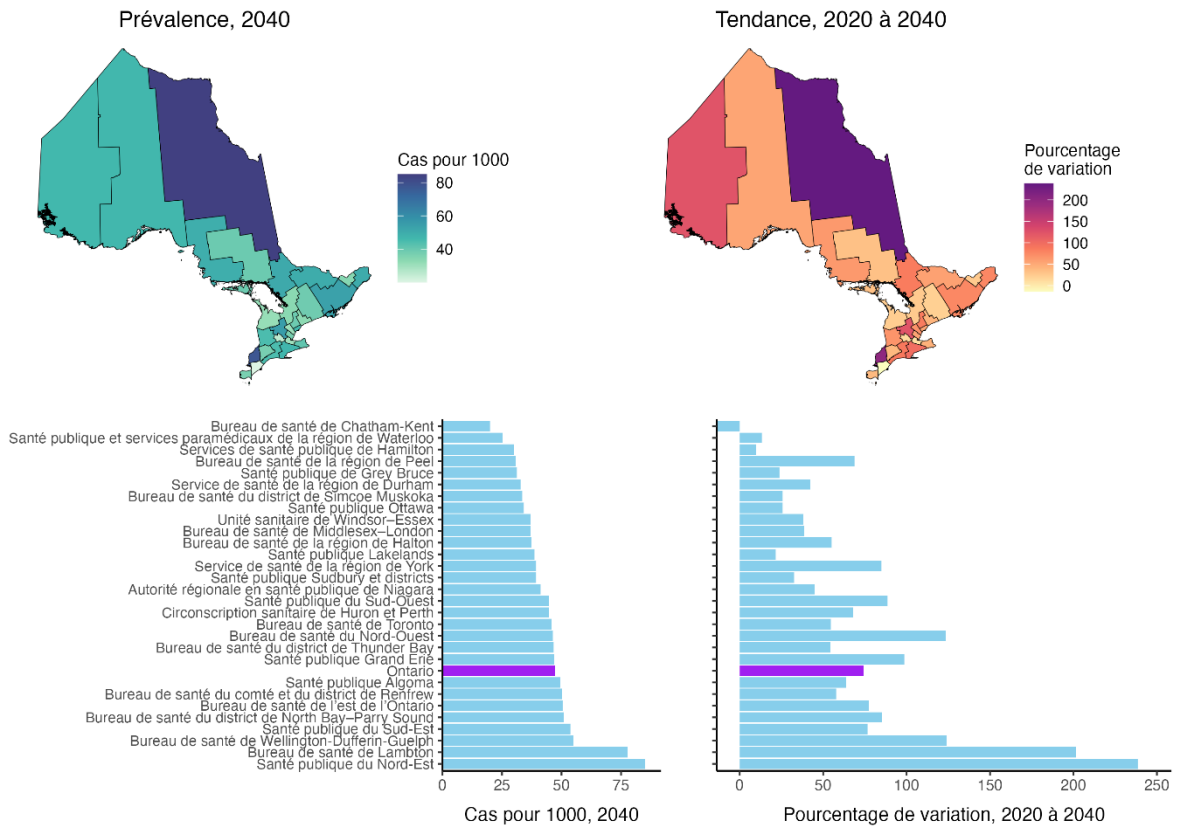 Prévalence, 2040
Tendance, 2020 à 2040
Cas pour 1000
80
60
40
Pourcentage
de variation
200
150
100
50
0
Bureau de santé de Chatham-Kent
Santé publique et services paramédicaux de la région de Waterloo
Services de santé publique de Hamilton
Bureau de santé de la région de Peel
Santé publique de Grey Bruce
Service de santé de la région de Durham
Bureau de santé du district de Simcoe Muskoka
Santé publique Ottawa
Unité sanitaire de Windsor–Essex
Bureau de santé de Middlesex–London
Bureau de santé de la région de Halton
Santé publique Lakelands
Service de santé de la région de York
Santé publique Sudbury et districts
Autorité régionale en santé publique de Niagara
Santé publique du Sud-Ouest
Circonscription sanitaire de Huron et Perth
Bureau de santé de Toronto
Bureau de santé du Nord-Ouest
Bureau de santé du district de Thunder Bay
Santé publique Grand Erié
Ontario
Santé publique Algoma
Bureau de santé du comté et du district de Renfrew
Bureau de santé de l'est de l'Ontario
Bureau de santé du district de North Bay–Parry Sound
Santé publique du Sud-Est
Bureau de santé de Wellington-Dufferin-Guelph
Bureau de santé de Lambton
Santé publique du Nord-Est
0 25 50 75
Cas pour 1000, 2040
0 50 100 150 200 250
Pourcentage de variation, 2020 à 2040